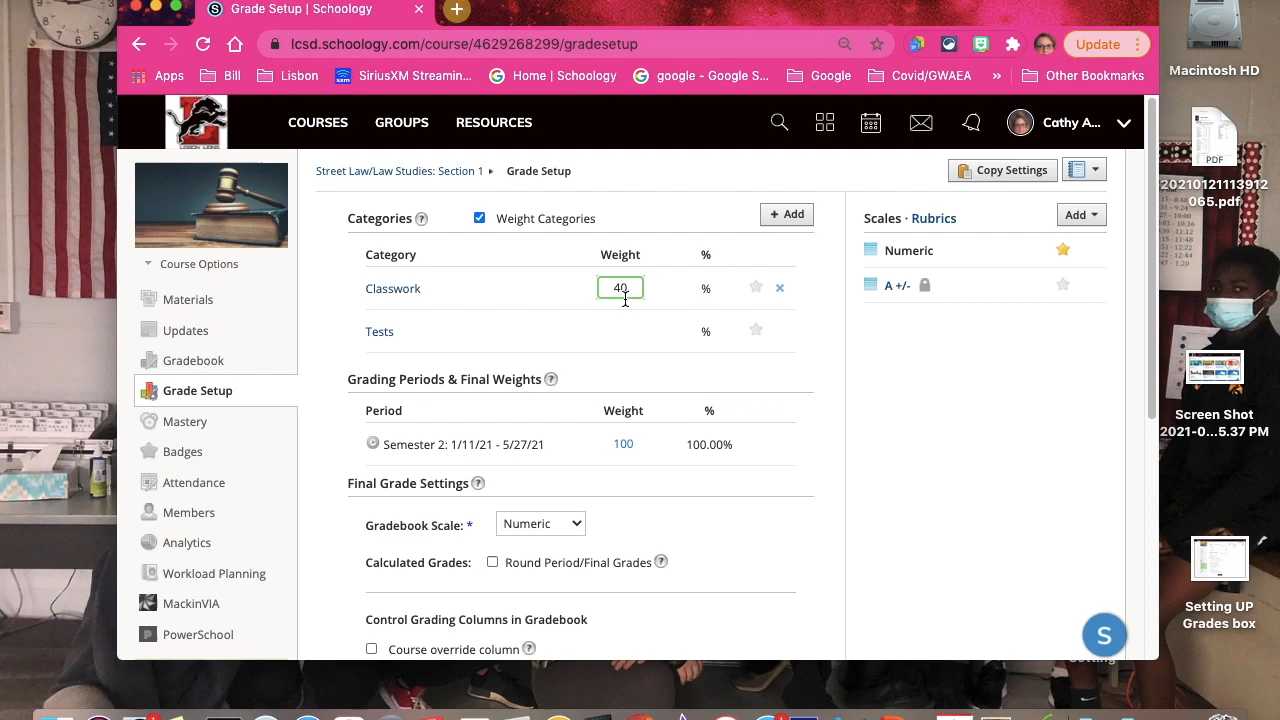 Grade Setup | Schoology
lcsd.schoology.com/course/4629268299/gradesetup
Update
Apps Bill Lisbon SiriusXM Streamin... Home | Schoology google - Google S... Google Covid/GWAEA » Other Bookmarks
COURSES GROUPS RESOURCES Cathy A...
Street Law/Law Studies: Section 1 Grade Setup
Copy Settings
Categories ? Weight Categories
+ Add
Category Weight %
Classwork 40 %
Tests %
Grading Periods & Final Weights ?
Period Weight %
Semester 2: 1/11/21 - 5/27/21 100 100.00%
Final Grade Settings ?
Gradebook Scale: * Numeric
Calculated Grades: Round Period/Final Grades ?
Control Grading Columns in Gradebook
Course override column ?
Scales · Rubrics
Add
Numeric
A +/-
Course Options
Materials
Updates
Gradebook
Grade Setup
Mastery
Badges
Attendance
Members
Analytics
Workload Planning
MackinVIA
PowerSchool
S
Macintosh HD
PDF
20210121113912
065.pdf
Screen Shot
2021-0...5.37 PM
Setting UP
Grades box